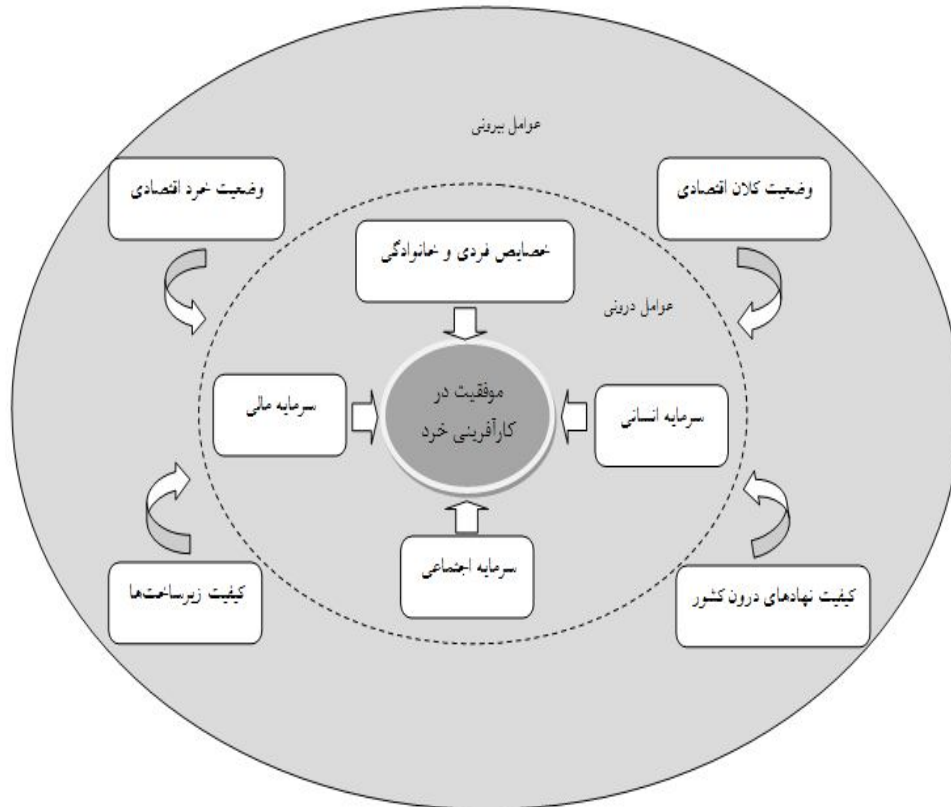 عوامل بیرونی
وضعیت کلان اقتصادی
وضعیت خرد اقتصادی
خصایص فردی و خانوادگی
عوامل درونی
موفقیت در
کارآفرینی خرد
سرمایه انسانی
سرمایه مالی
سرمایه اجتماعی
کیفیت نهادهای درون کشور
کیفیت زیرساخت‌ها